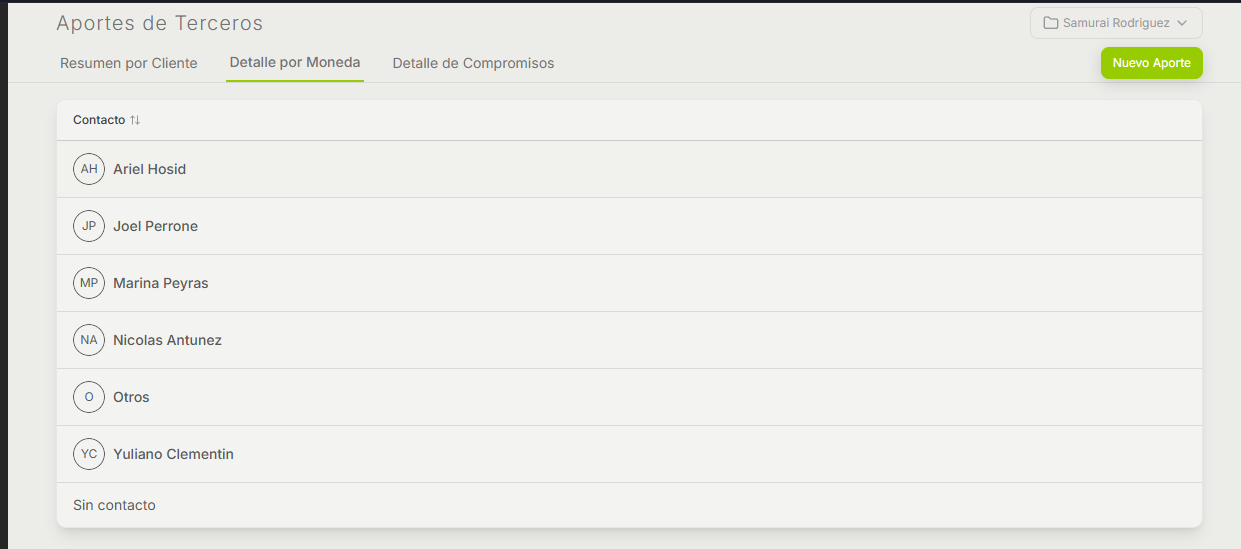 Aportes de Terceros
Samurai Rodriguez
Resumen por Cliente
Detalle por Moneda
Detalle de Compromisos
Nuevo Aporte
Contacto
AH Ariel Hosid
JP Joel Perrone
MP Marina Peyras
NA Nicolas Antunez
O Otros
YC Yuliano Clementin
Sin contacto